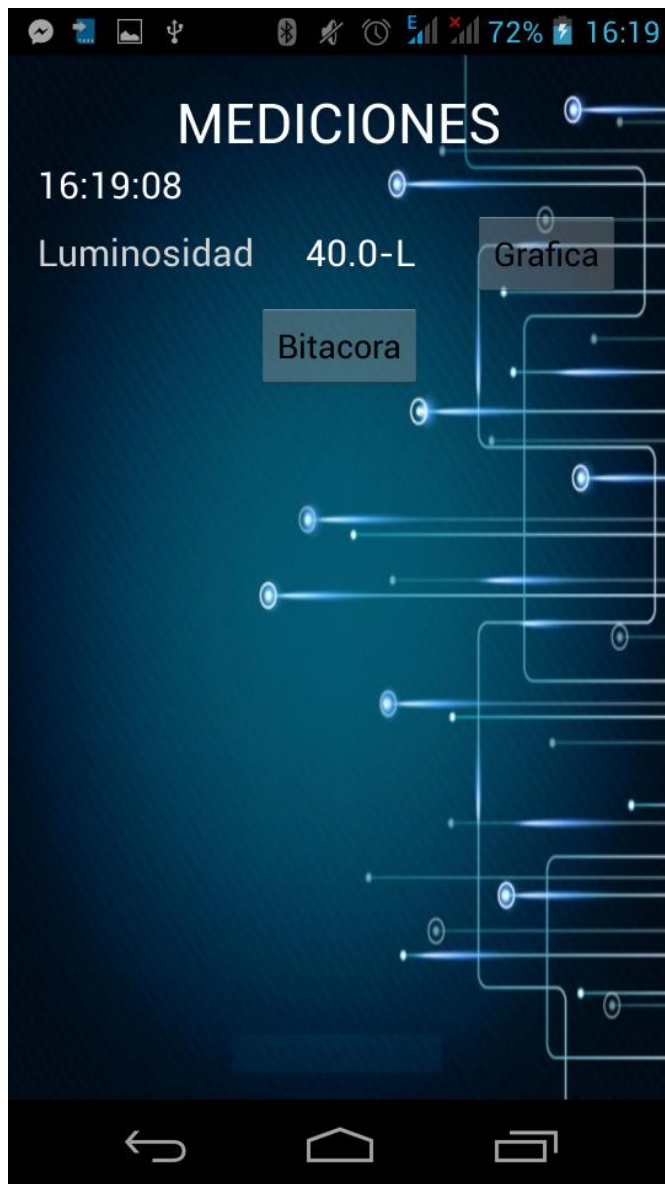 E 72% 16:19
MEDICIONES
16:19:08
Luminosidad 40.0-L Grafica
Bitacora